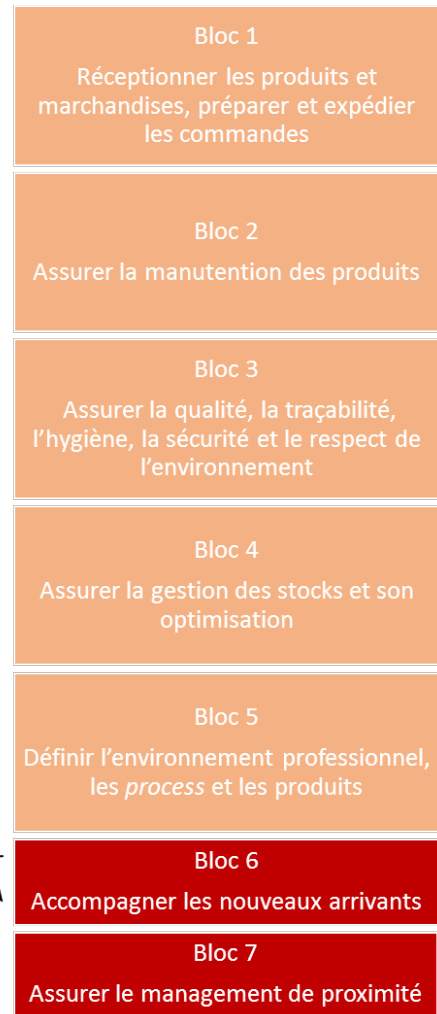 Bloc 1
Réceptionner les produits et
marchandises, préparer et expédier
les commandes
Bloc 2
Assurer la manutention des produits
Bloc 3
Assurer la qualité, la traçabilité,
l’hygiène, la sécurité et le respect de
l’environnement
Bloc 4
Assurer la gestion des stocks et son
optimisation
Bloc 5
Définir l’environnement professionnel,
les process et les produits
Bloc 6
Accompagner les nouveaux arrivants
Bloc 7
Assurer le management de proximité